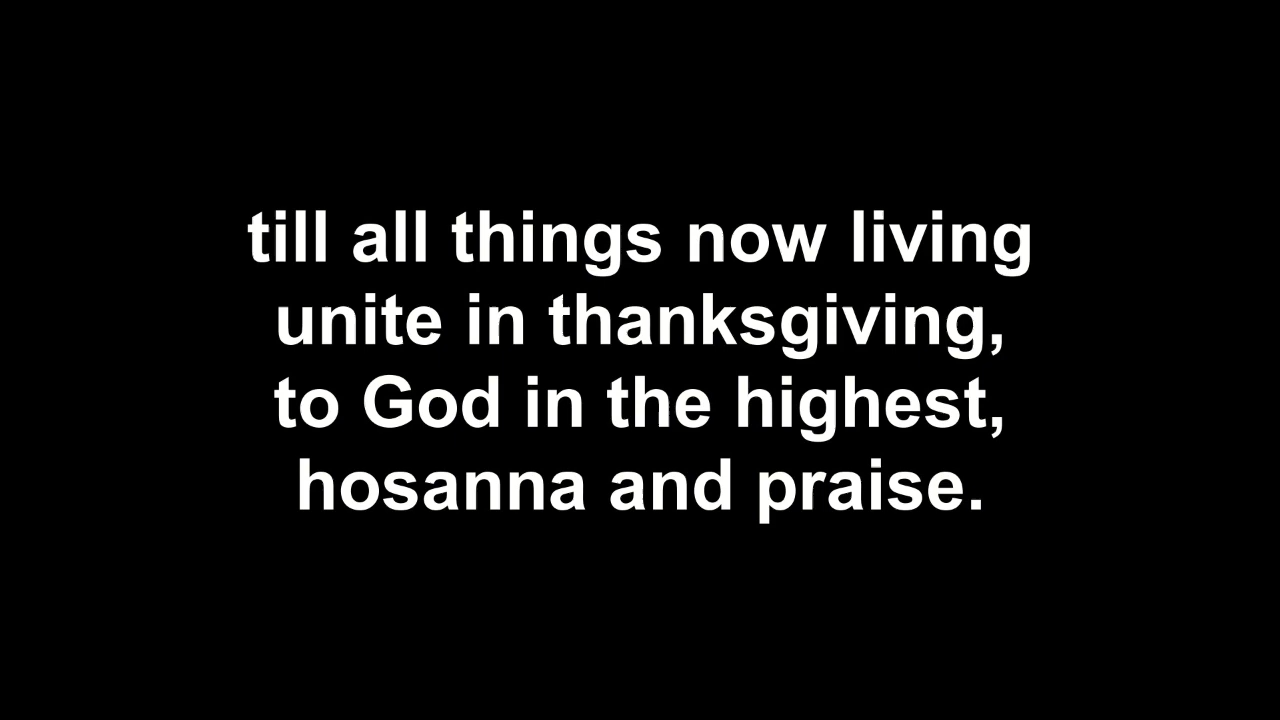 till all things now living
unite in thanksgiving,
to God in the highest,
hosanna and praise.